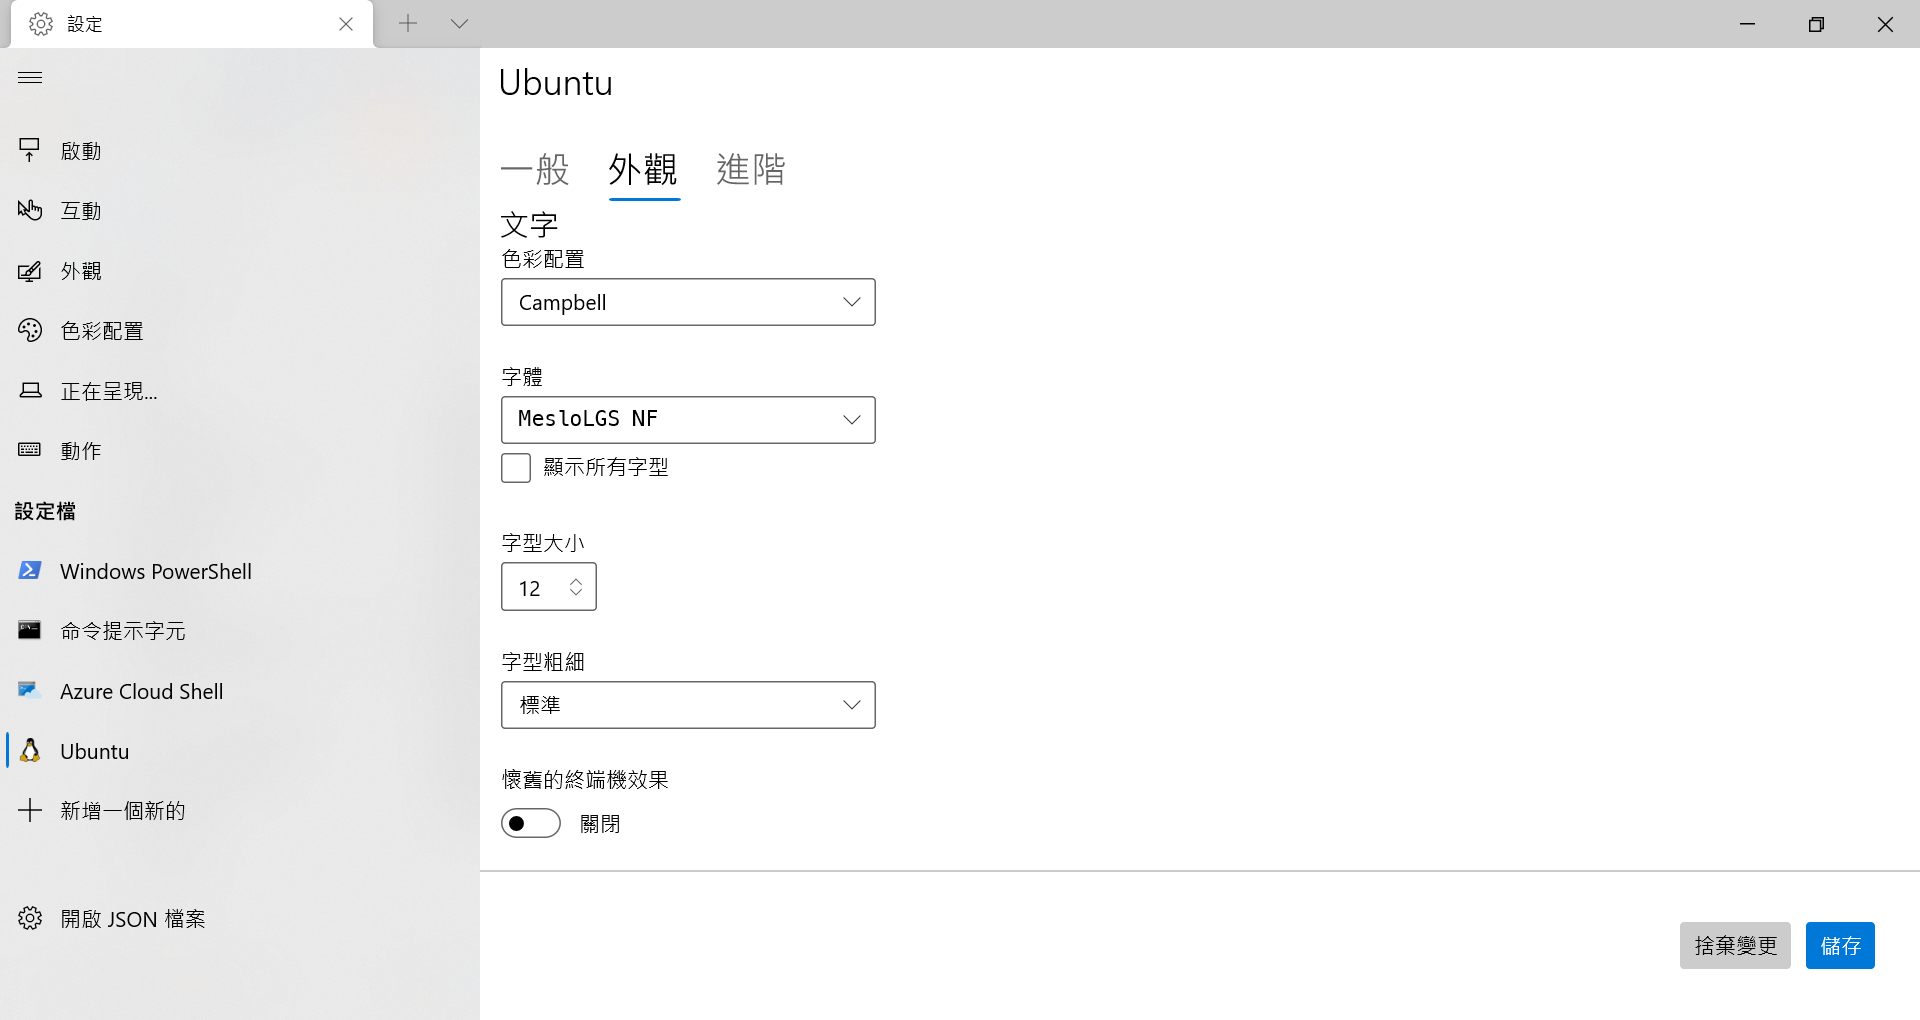 設定
啟動
互動
外觀
色彩配置
正在呈現...
動作
設定檔
Windows PowerShell
命令提示字元
Azure Cloud Shell
Ubuntu
新增一個新的
開啟 JSON 檔案
Ubuntu
一般 外觀 進階
文字
色彩配置
Campbell
字體
MesloLGS NF
顯示所有字型
字型大小
12
字型粗細
標準
懷舊的終端機效果
關閉
捨棄變更 儲存